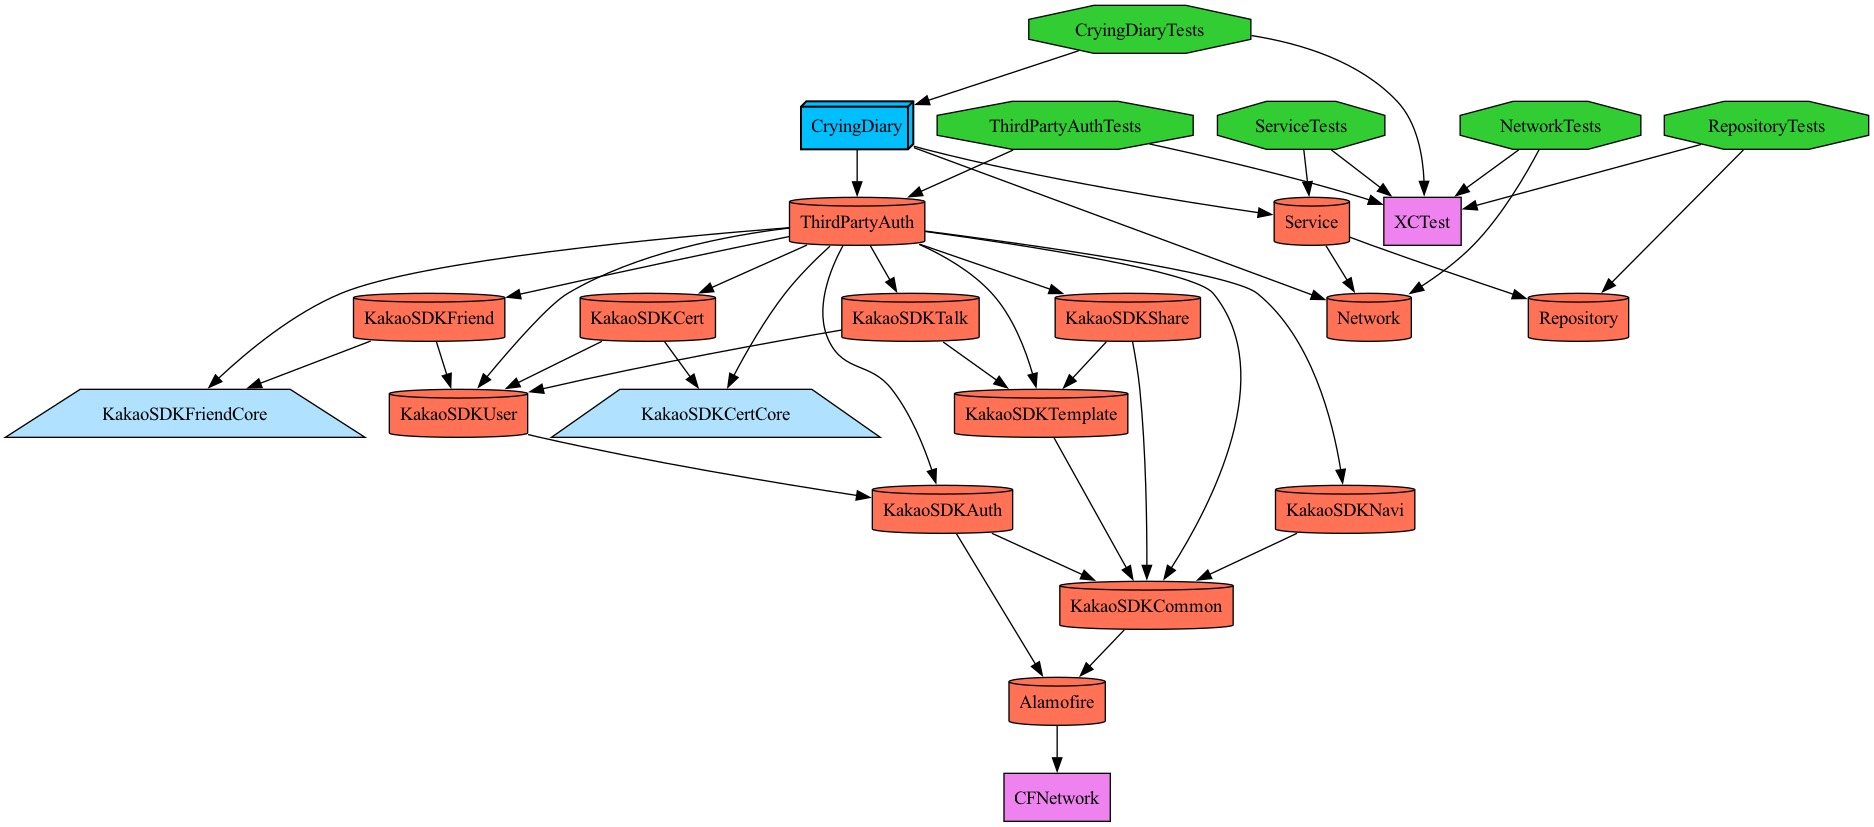 CryingDiaryTests
CryingDiary
ThirdPartyAuthTests
ServiceTests
NetworkTests
RepositoryTests
ThirdPartyAuth
Service
XCTest
KakaoSDKFriend
KakaoSDKCert
KakaoSDKTalk
KakaoSDKShare
Network
Repository
KakaoSDKFriendCore
KakaoSDKUser
KakaoSDKCertCore
KakaoSDKTemplate
KakaoSDKAuth
KakaoSDKNavi
KakaoSDKCommon
Alamofire
CFNetwork